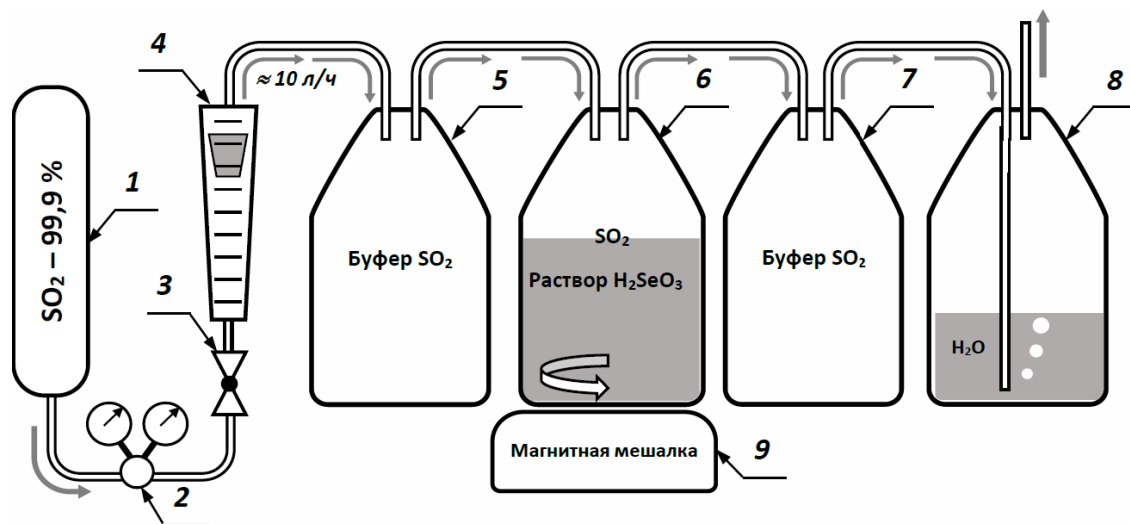 4
≈ 10 л/ч
5
6
7
8
SO₂ – 99,9 %
1
3
Буфер SO₂
SO₂
Раствор H₂SeO₃
Буфер SO₂
H₂O
Магнитная мешалка
9
2